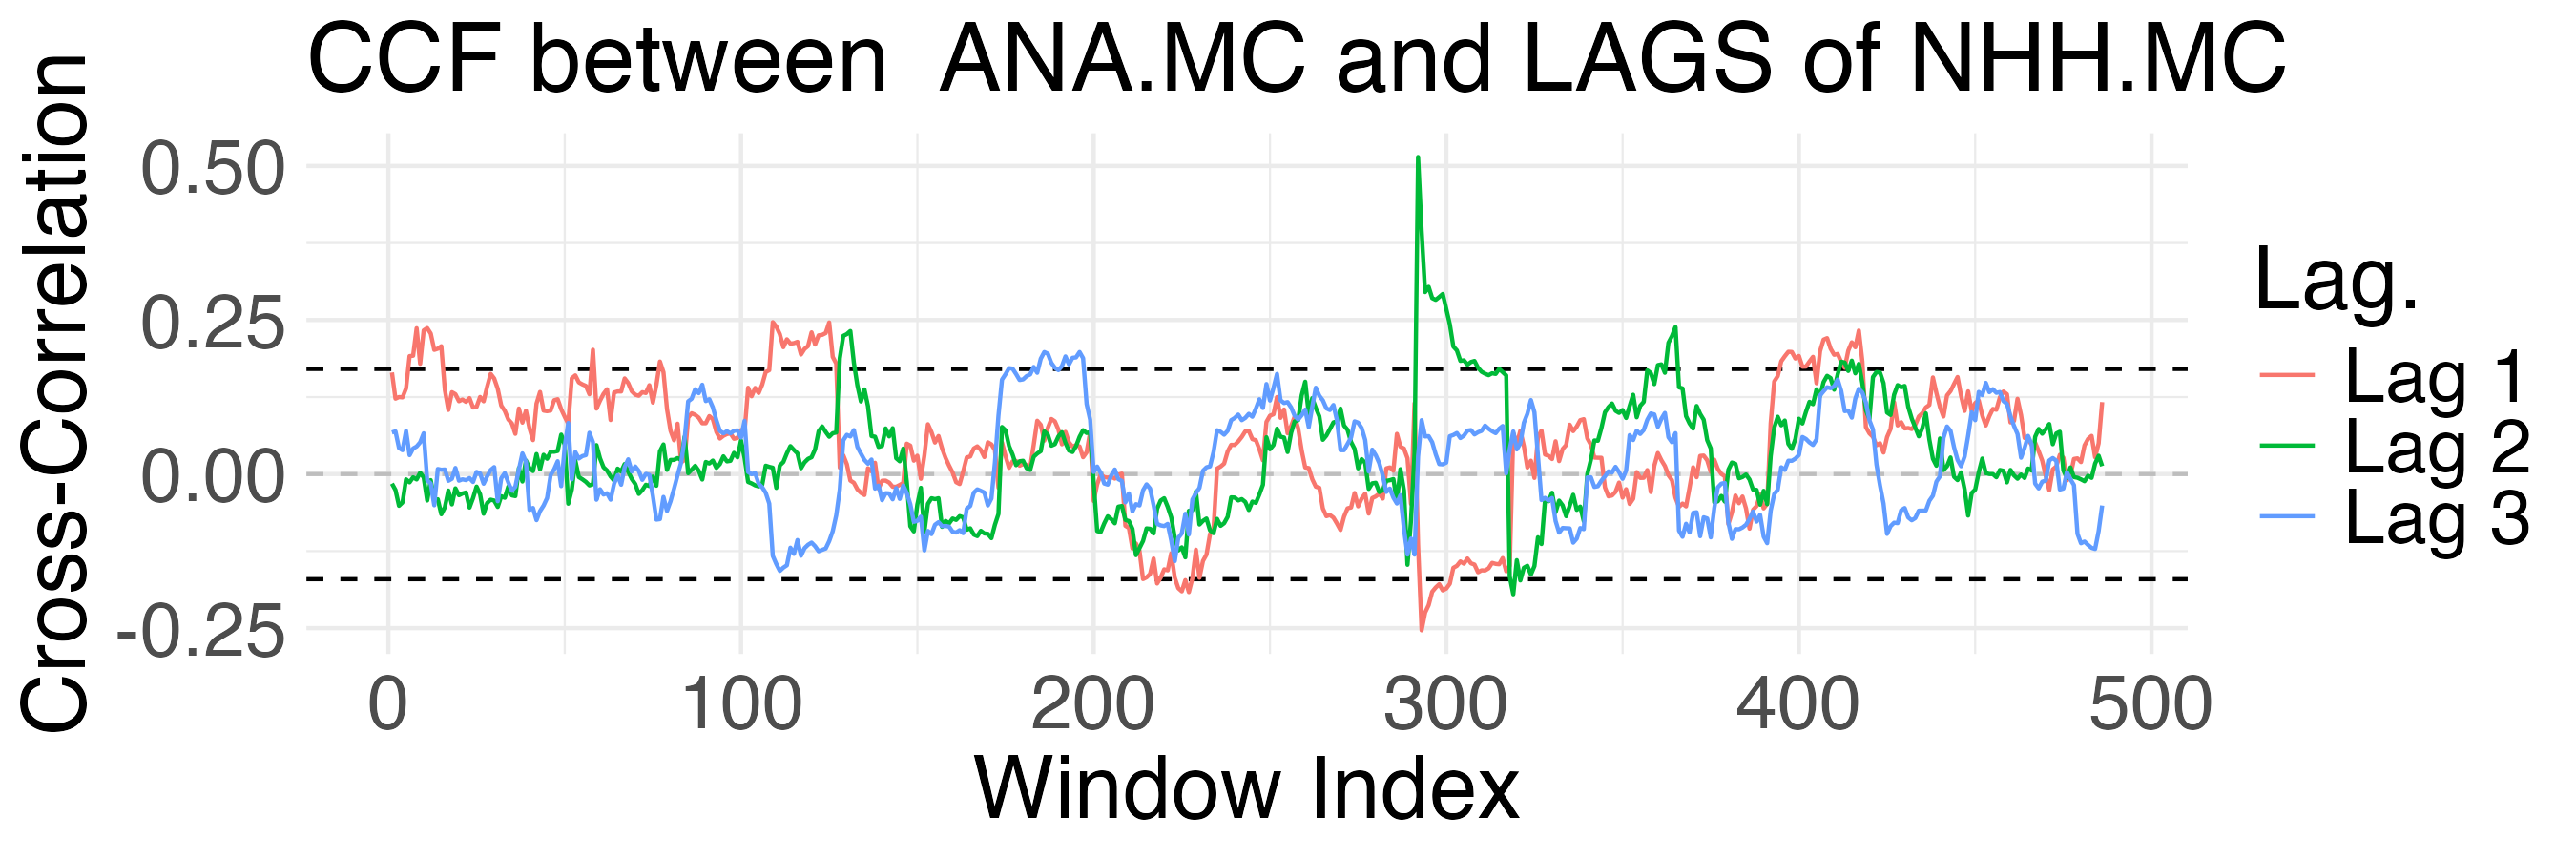 CCF between  ANA.MC and LAGS of NHH.MC
Cross-Correlation
0.50
0.25
0.00
-0.25
0 100 200 300 400 500
Window Index
Lag.
Lag 1
Lag 2
Lag 3